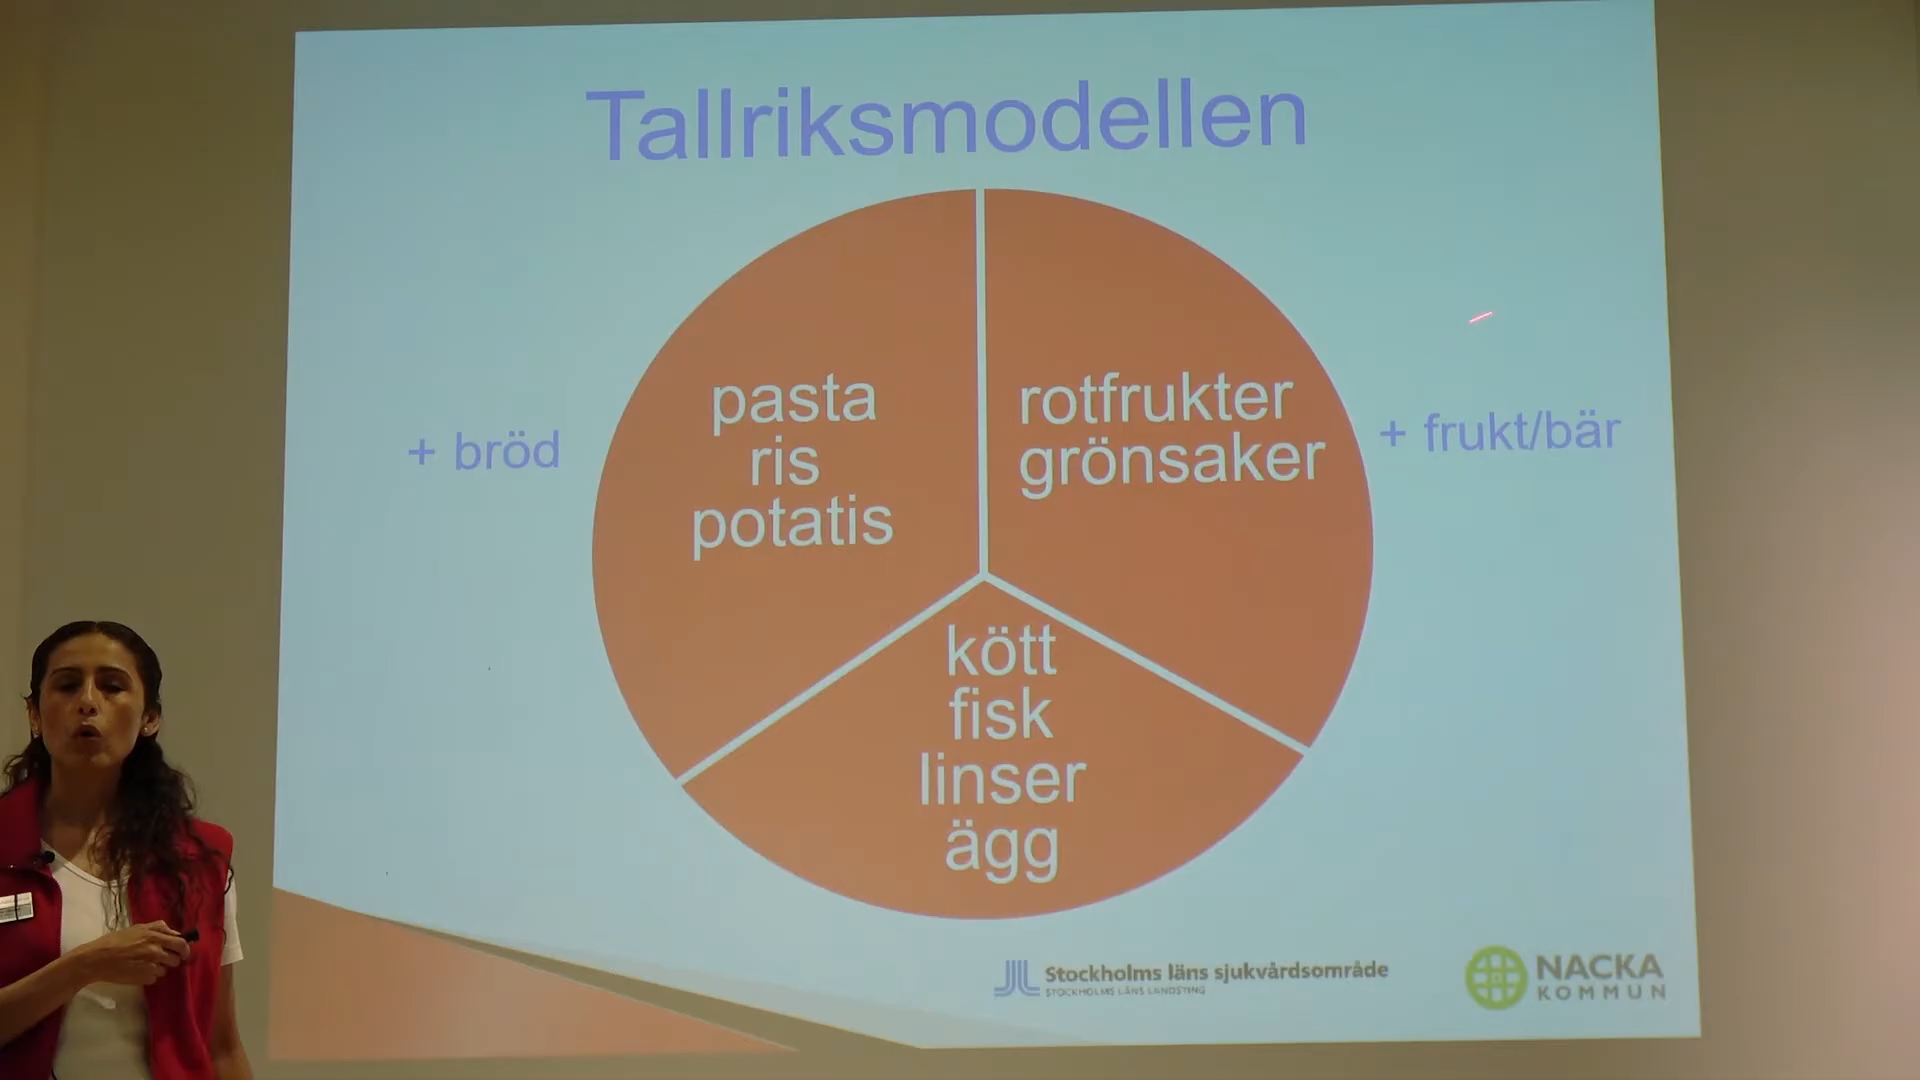 Tallriksmodellen
+ bröd
pasta
ris
potatis
rotfrukter
grönsaker
+ frukt/bär
kött
fisk
linser
ägg
Stockholms läns sjukvårdsområde
STOCKHOLMS LÄNS LANDSTING
NACKA
KOMMUN